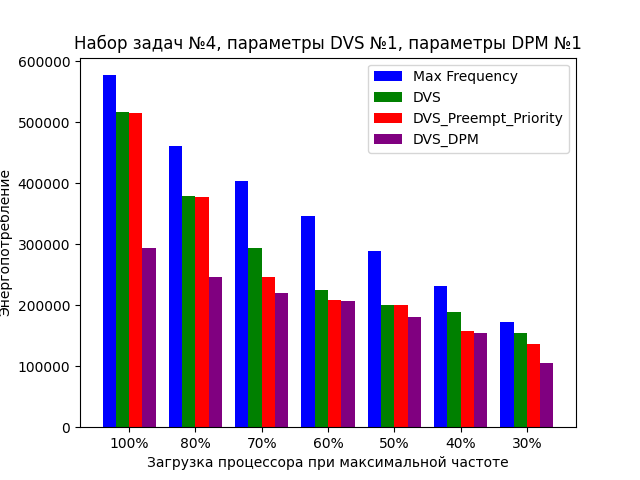 Набор задач №4, параметры DVS №1, параметры DPM №1
Энергопотребление
600000
500000
400000
300000
200000
100000
0
Max Frequency
DVS
DVS_Preempt_Priority
DVS_DPM
100% 80% 70% 60% 50% 40% 30%
Загрузка процессора при максимальной частоте